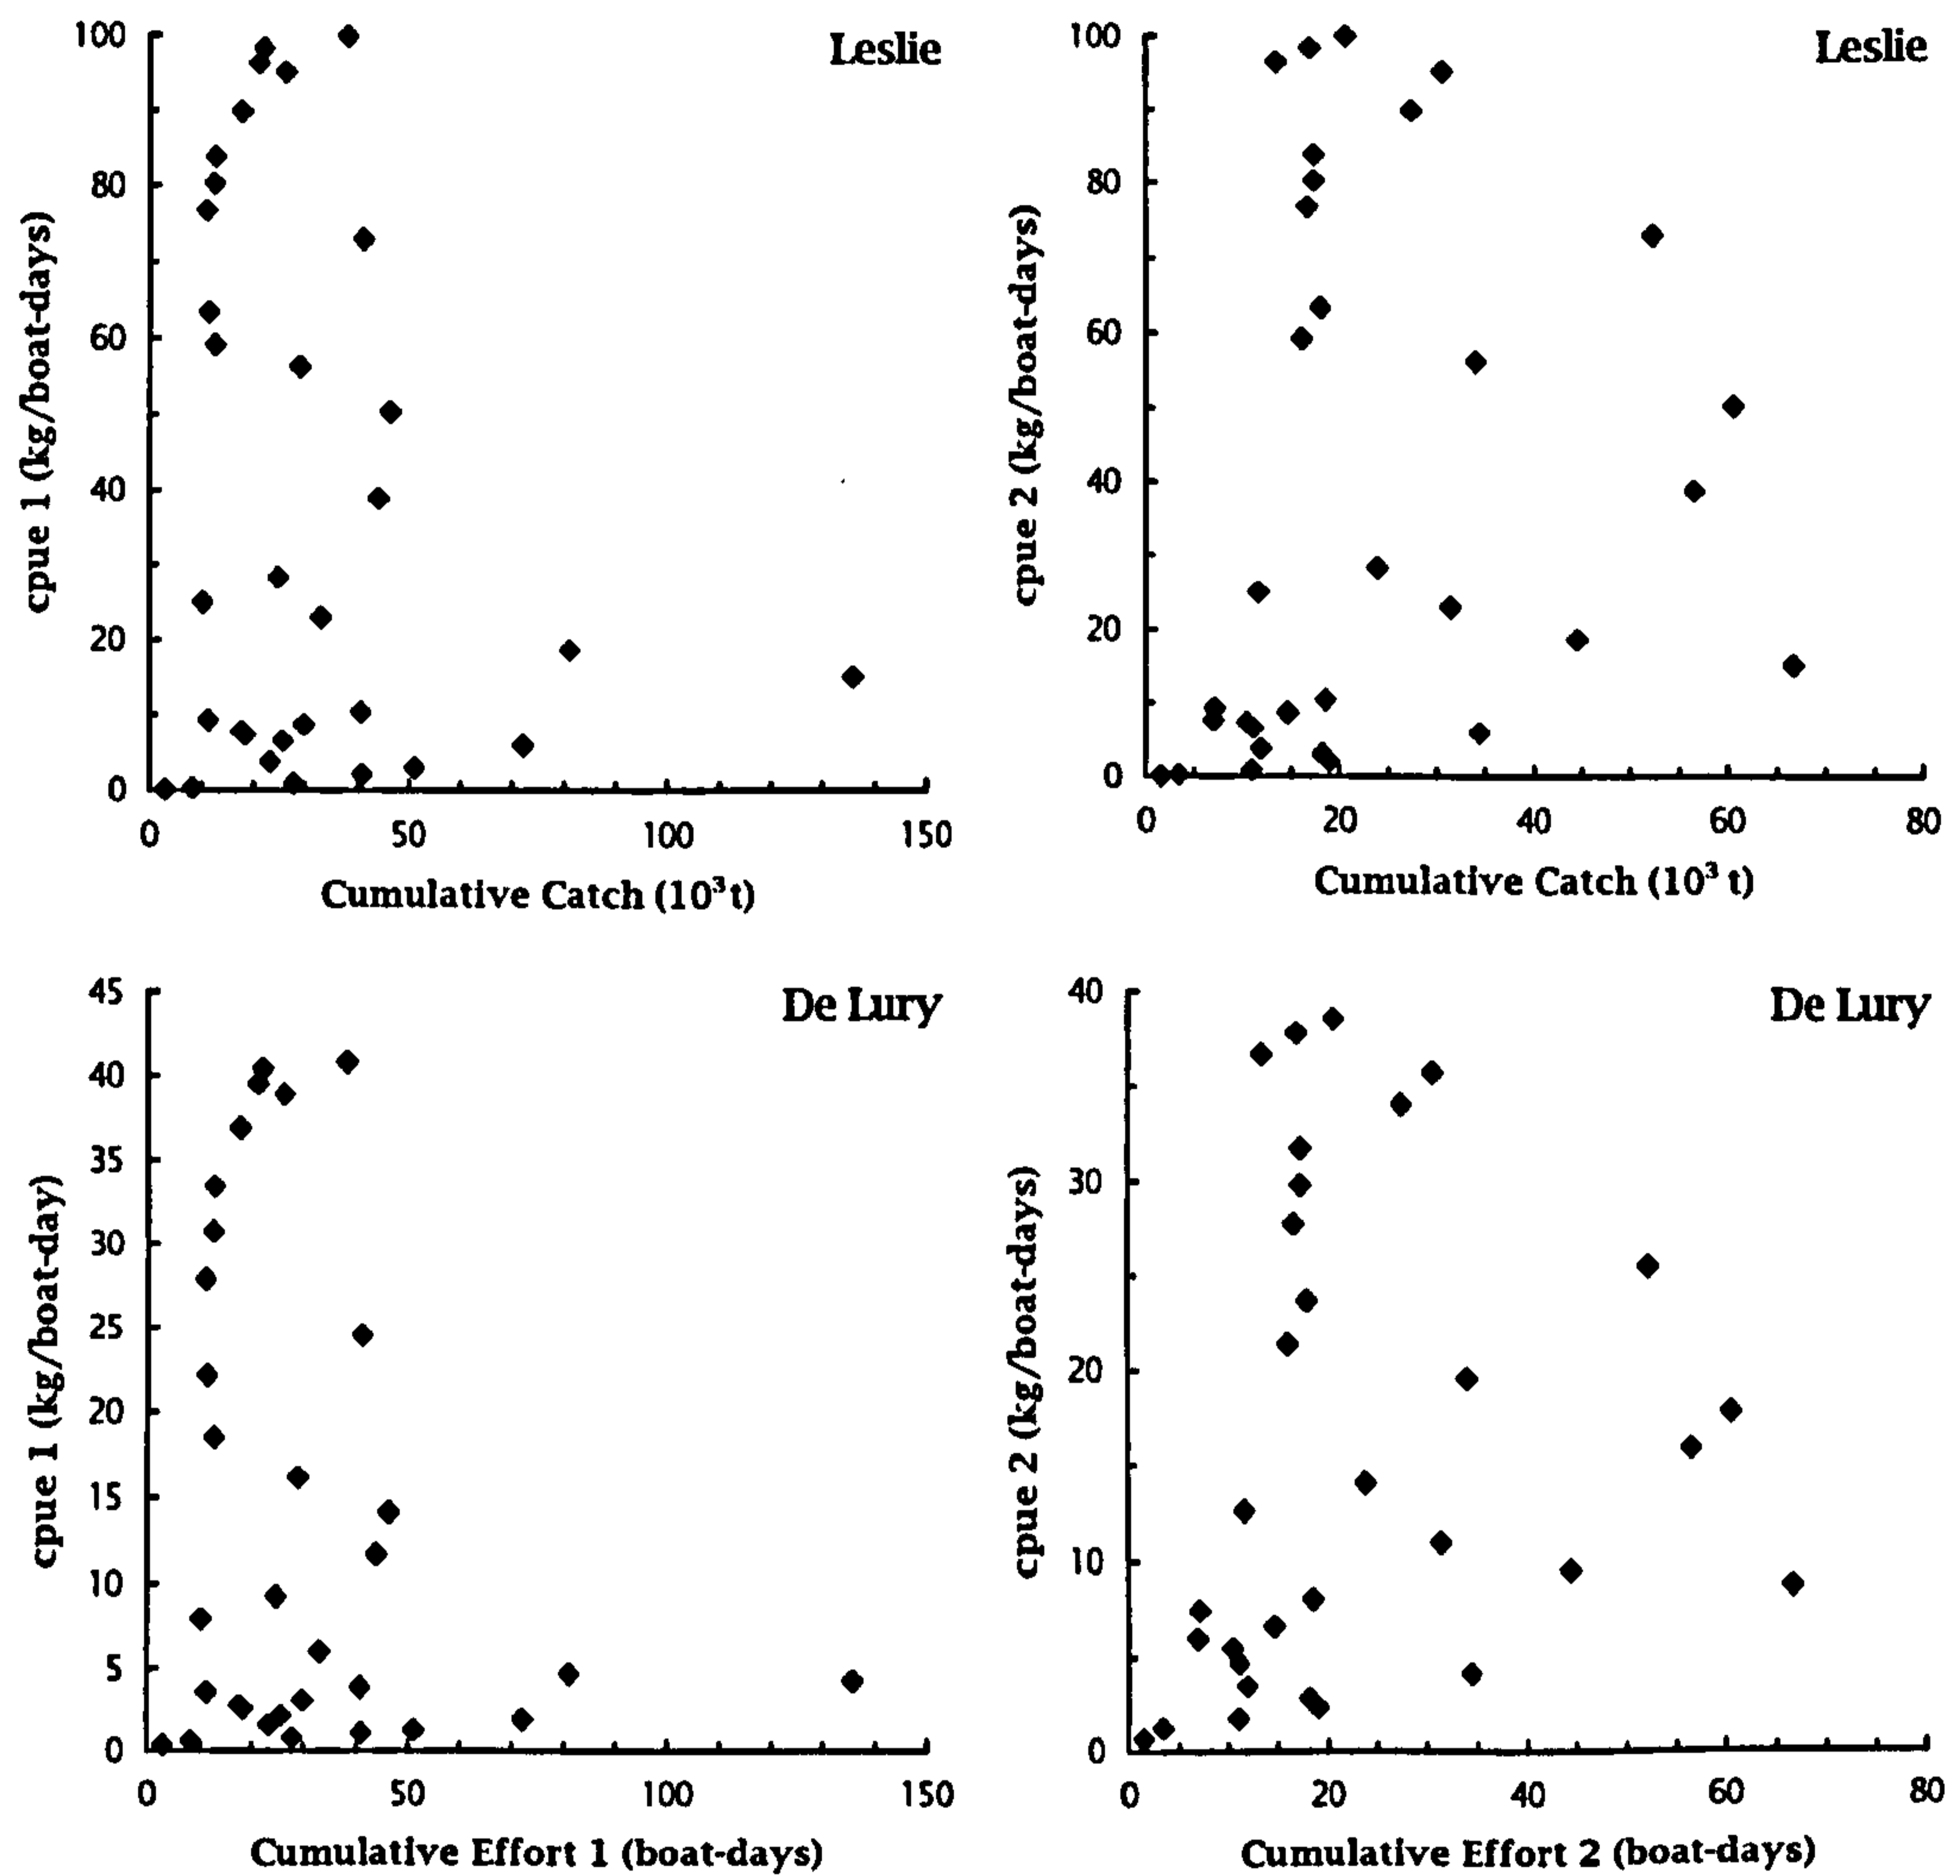 Leslie
cpue 1 (kg/boat-days)
100
80
60
40
20
0
0 50 100 150
Cumulative Catch (10³ t)
Leslie
cpue 2 (kg/boat-days)
100
80
60
40
20
0
0 20 40 60 80
Cumulative Catch (10³ t)
De Lury
cpue 1 (kg/boat-day)
45
40
35
30
25
20
15
10
5
0
0 50 100 150
Cumulative Effort 1 (boat-days)
De Lury
cpue 2 (kg/boat-days)
40
30
20
10
0
0 20 40 60 80
Cumulative Effort 2 (boat-days)